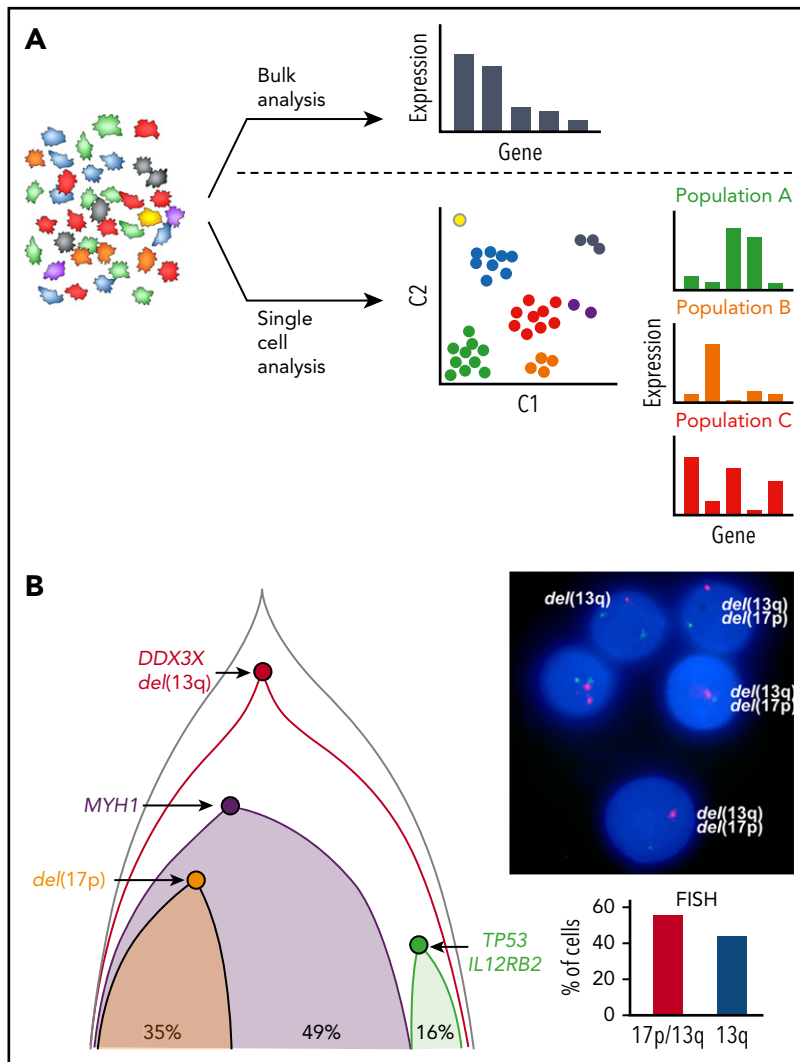 A
Bulk
analysis
Expression
Gene
Single
cell
analysis
C2
C1
Population A
Population B
Expression
Population C
Gene
B
DDX3X
del(13q)
MYH1
del(17p)
TP53
IL12RB2
35%
49%
16%
del(13q)
del(13q)
del(17p)
del(13q)
del(17p)
del(13q)
del(17p)
FISH
% of cells
60
40
20
0
17p/13q 13q